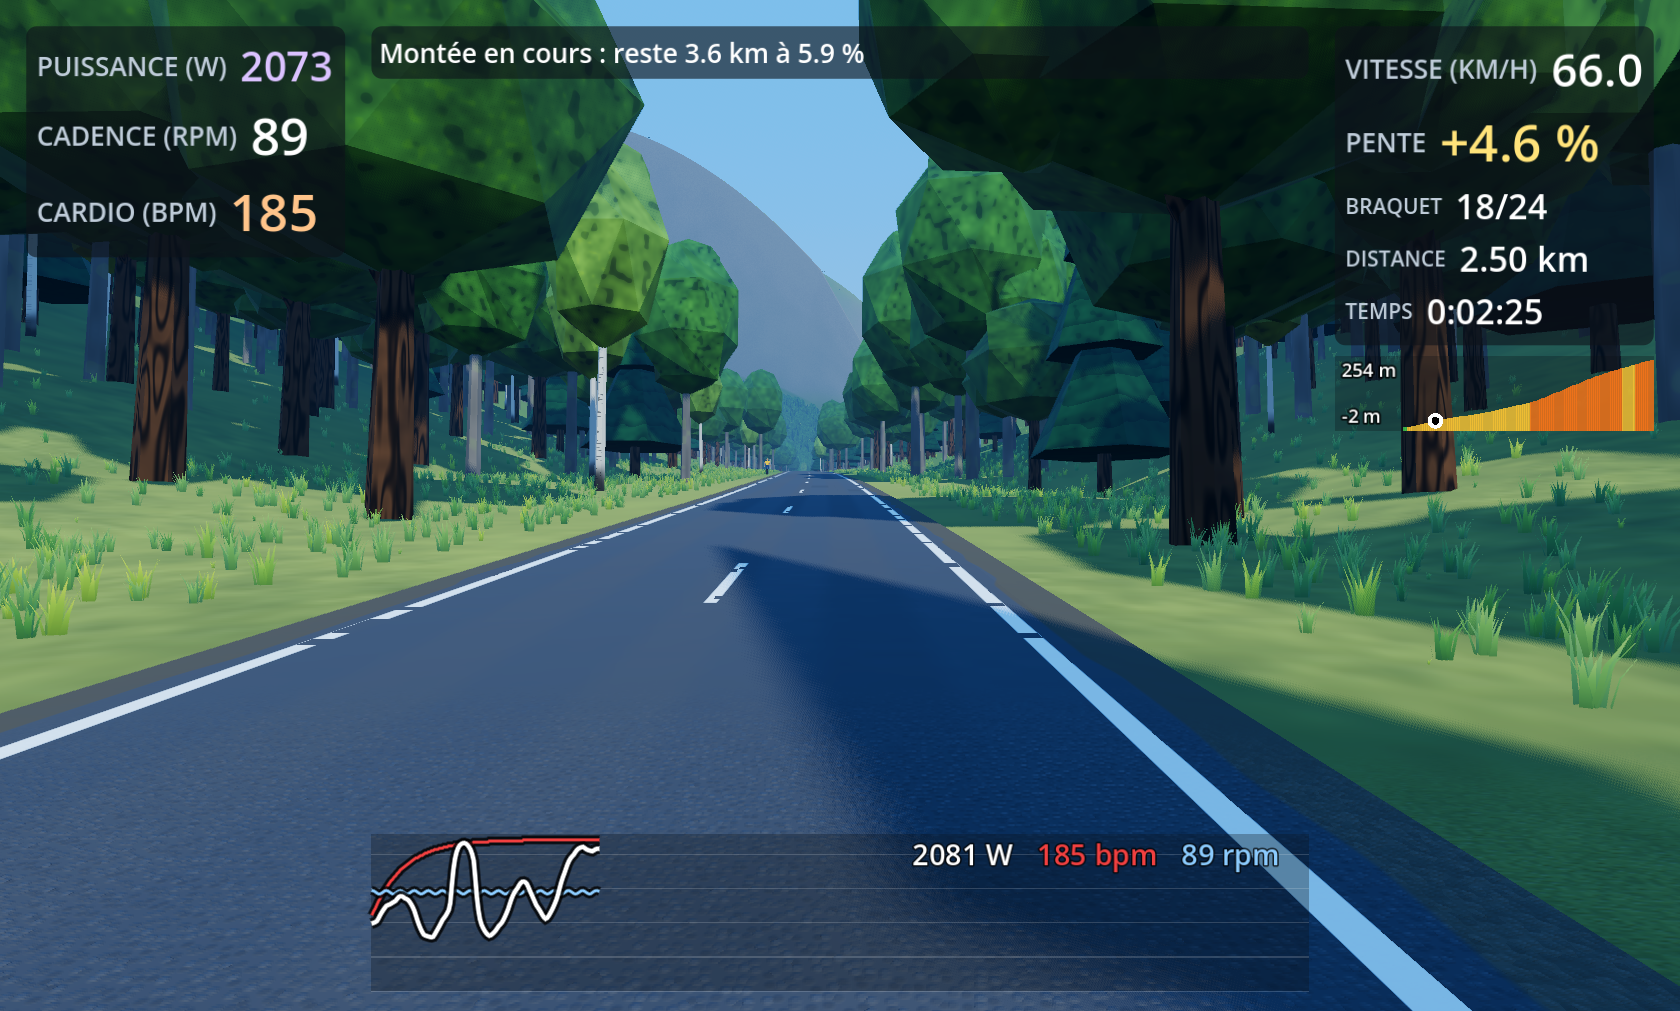 PUISSANCE (W) 2073
CADENCE (RPM) 89
CARDIO (BPM) 185
Montée en cours : reste 3.6 km à 5.9 %
VITESSE (KM/H) 66.0
PENTE +4.6 %
BRAQUET 18/24
DISTANCE 2.50 km
TEMPS 0:02:25
254 m
-2 m
2081 W 185 bpm 89 rpm